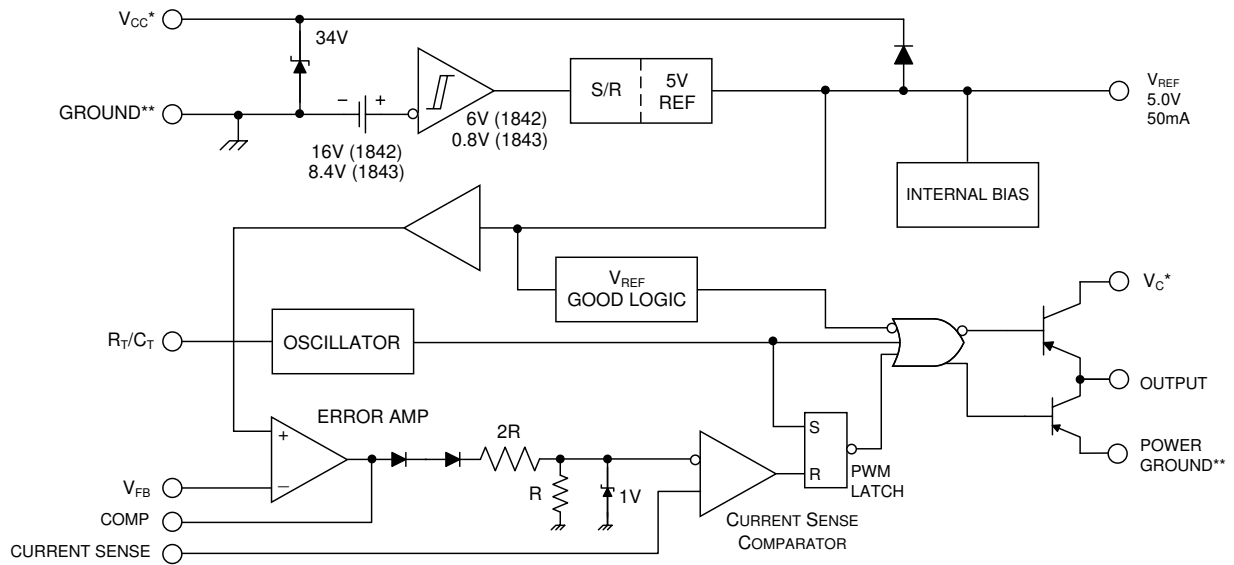 VCC*
34V
GROUND**
− +
16V (1842)
8.4V (1843)
6V (1842)
0.8V (1843)
S/R
5V
REF
VREF
5.0V
50mA
INTERNAL BIAS
VREF
GOOD LOGIC
VC*
RT/CT
OSCILLATOR
OUTPUT
ERROR AMP
+
−
2R
R
1V
S
R
PWM
LATCH
POWER
GROUND**
VFB
COMP
CURRENT SENSE
CURRENT SENSE
COMPARATOR